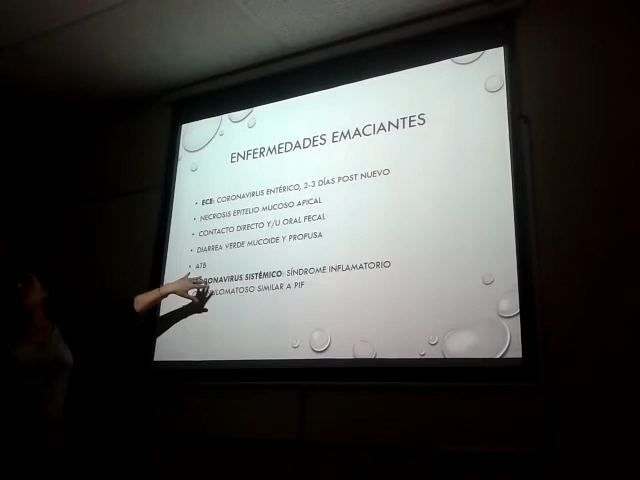 ENFERMEDADES EMACIANTES
• ECE: CORONAVIRUS ENTÉRICO, 2-3 DÍAS POST NUEVO
• NECROSIS EPITELIO MUCOSO APICAL
• CONTACTO DIRECTO Y/U ORAL FECAL
• DIARREA VERDE MUCOIDE Y PROFUSA
• ATB
CORONAVIRUS SISTÉMICO: SÍNDROME INFLAMATORIO
SIMILAR A PIF